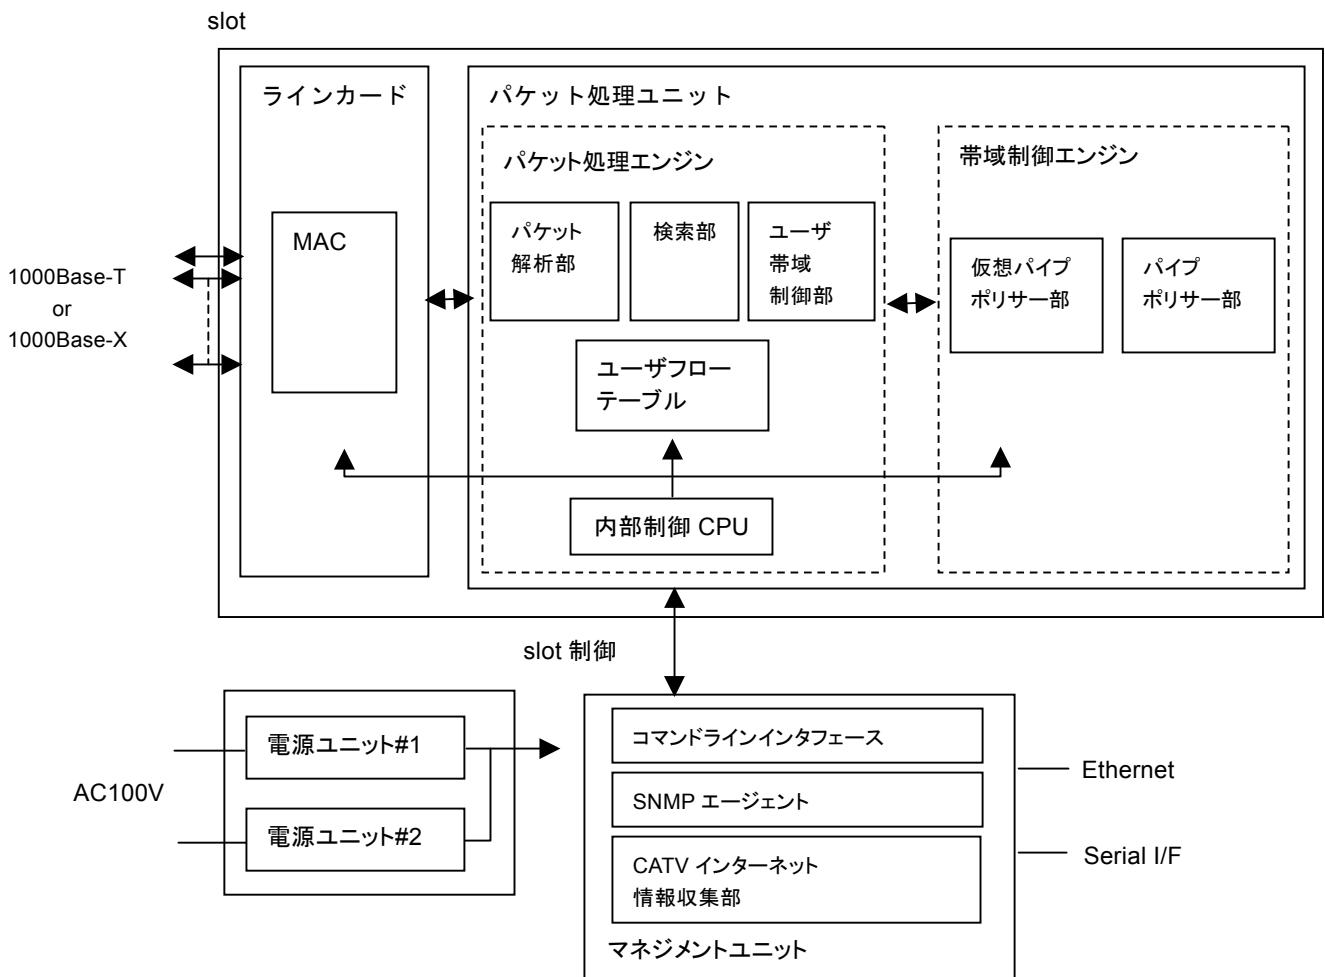 slot
ラインカード
MAC
1000Base-T
or
1000Base-X
パケット処理ユニット
パケット処理エンジン
パケット
解析部
検索部
ユーザ
帯域
制御部
ユーザフロー
テーブル
内部制御 CPU
帯域制御エンジン
仮想パイプ
ポリサー部
パイプ
ポリサー部
slot 制御
AC100V
電源ユニット#1
電源ユニット#2
コマンドラインインタフェース
SNMP エージェント
CATV インターネット
情報収集部
マネジメントユニット
Ethernet
Serial I/F